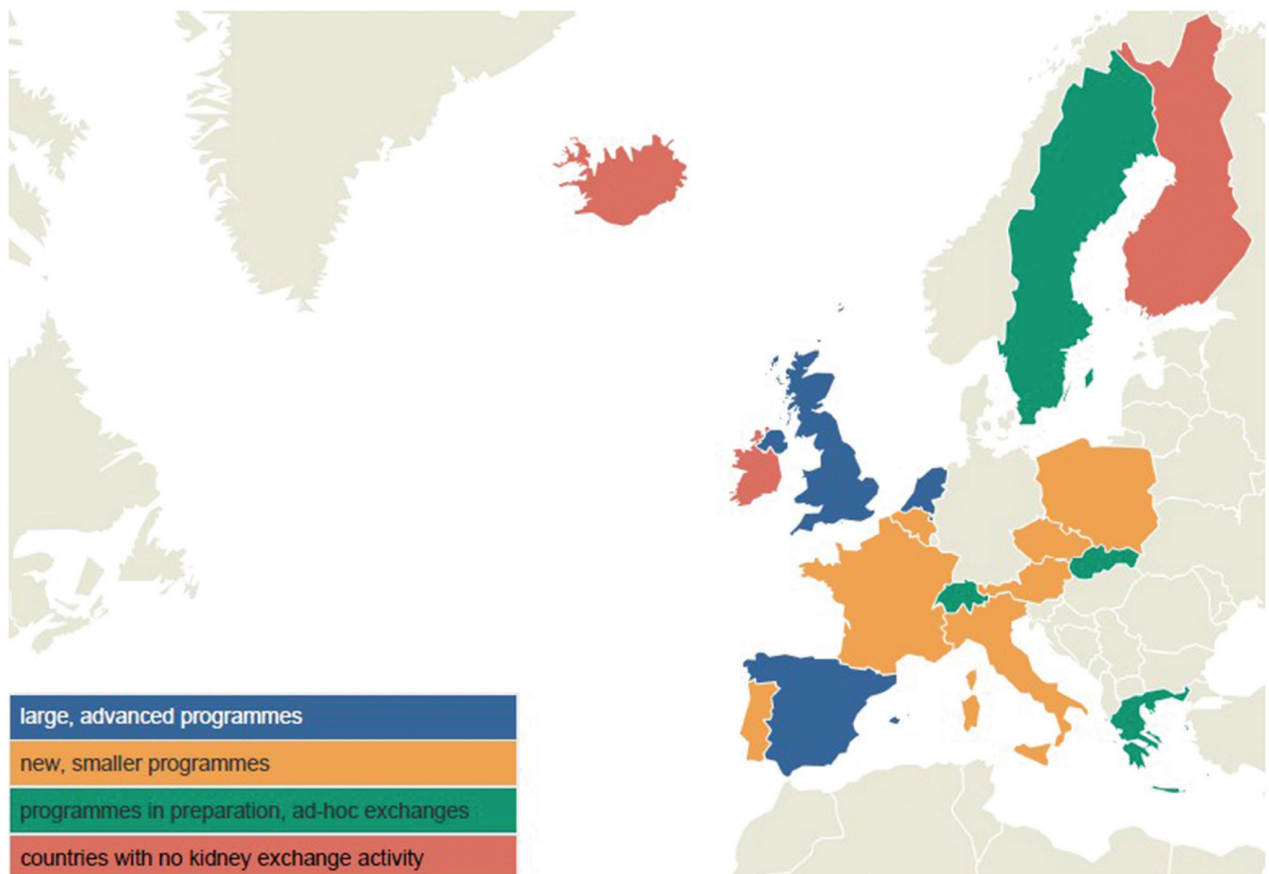 large, advanced programmes
new, smaller programmes
programmes in preparation, ad-hoc exchanges
countries with no kidney exchange activity